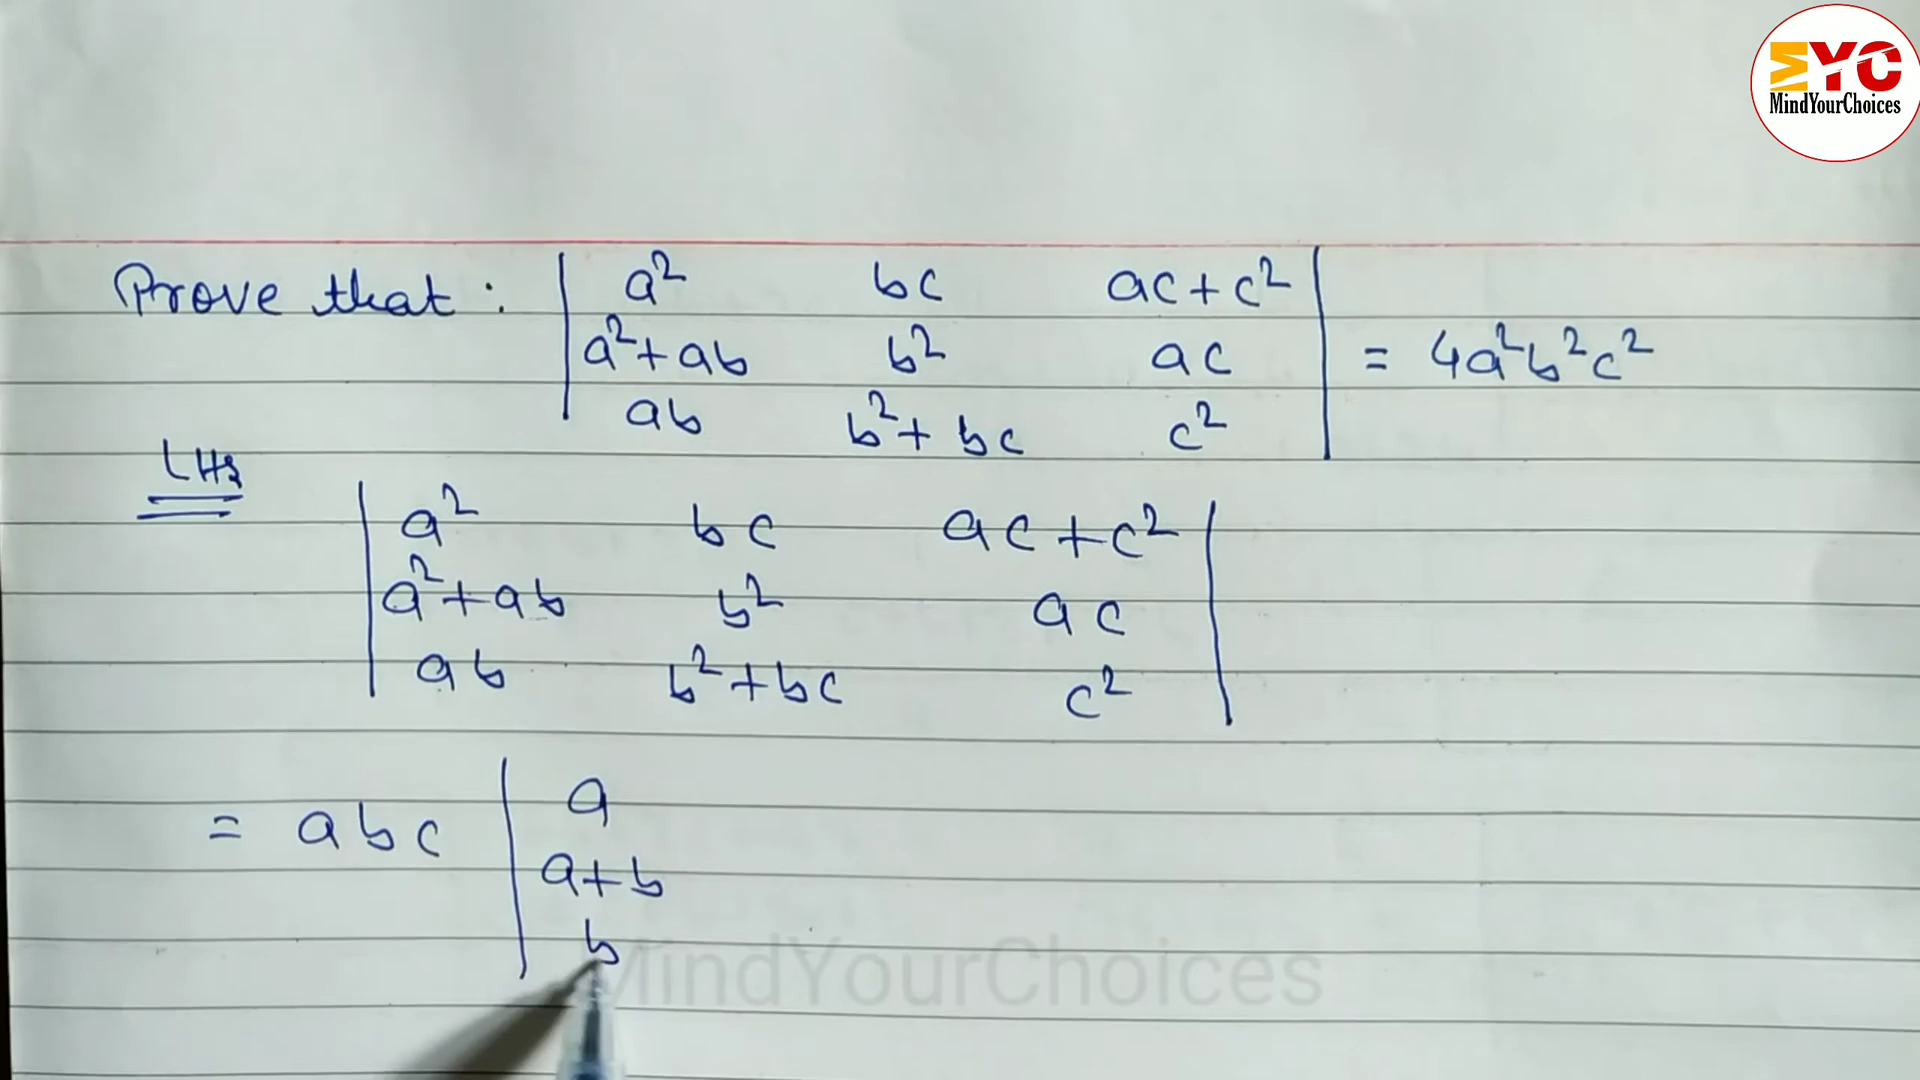 MYC
MindYourChoices
Prove that : | a² bc ac+c² |
| a²+ab b² ac | = 4a²b²c²
| ab b²+bc c² |
LHS
| a² bc ac+c² |
| a²+ab b² ac |
| ab b²+bc c² |
= abc | a
a+b
b
MindYourChoices